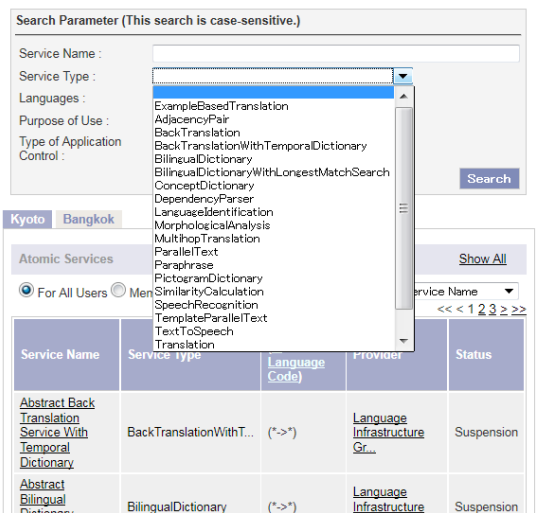 Search Parameter (This search is case-sensitive.)
Service Name :
Service Type :
Languages :
Purpose of Use :
Type of Application
Control :
ExampleBasedTranslation
AdjacencyPair
BackTranslation
BackTranslationWithTemporalDictionary
BilingualDictionary
BilingualDictionaryWithLongestMatchSearch
ConceptDictionary
DependencyParser
LanguageIdentification
MorphologicalAnalysis
MultihopTranslation
ParallelText
Paraphrase
PictogramDictionary
SimilarityCalculation
SpeechRecognition
TemplateParallelText
TextToSpeech
Translation
Search
Kyoto Bangkok
Atomic Services Show All
For All Users Name
<< < 1 2 3 > >>
Service Name Service Type Language Code) Provider Status
Abstract Back
Translation
Service With
Temporal
Dictionary
BackTranslationWithT... (*->*)
Language
Infrastructure
Gr...
Suspension
Abstract
Bilingual
Dictionary
BilingualDictionary (*->*)
Language
Infrastructure
Suspension